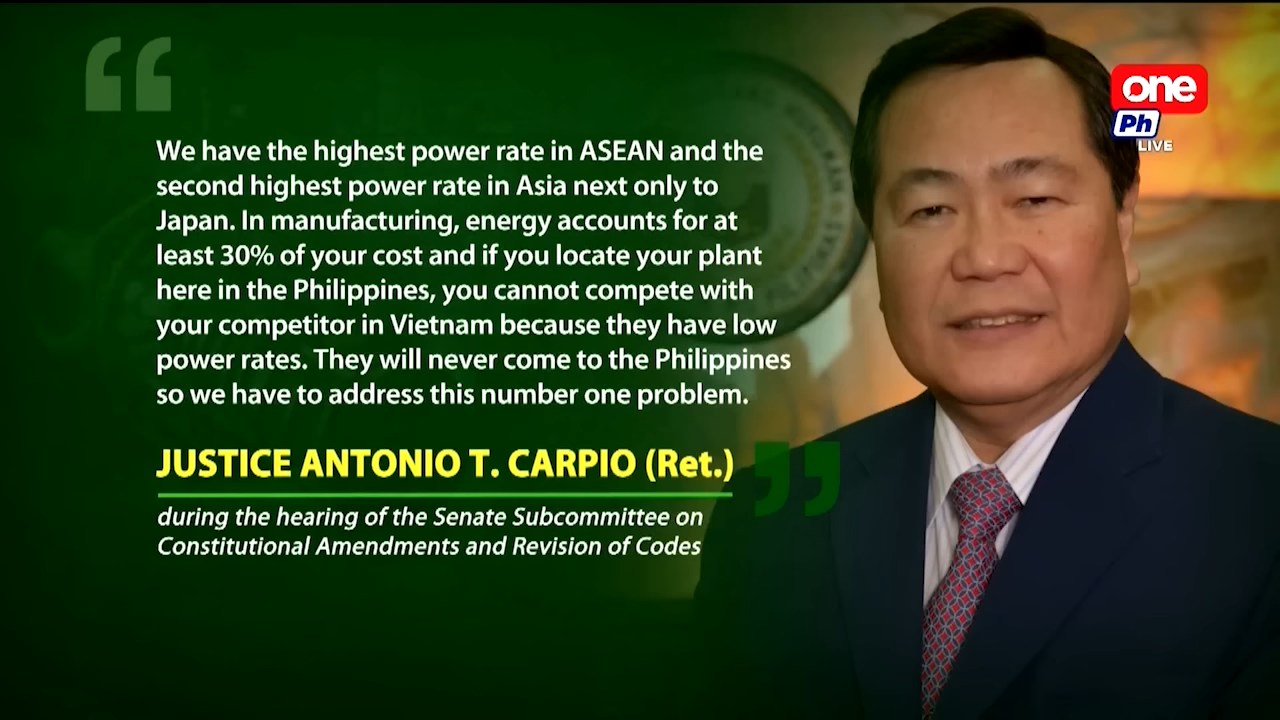 We have the highest power rate in ASEAN and the
second highest power rate in Asia next only to
Japan. In manufacturing, energy accounts for at
least 30% of your cost and if you locate your plant
here in the Philippines, you cannot compete with
your competitor in Vietnam because they have low
power rates. They will never come to the Philippines
so we have to address this number one problem.
JUSTICE ANTONIO T. CARPIO (Ret.)
during the hearing of the Senate Subcommittee on
Constitutional Amendments and Revision of Codes
one
Ph
LIVE